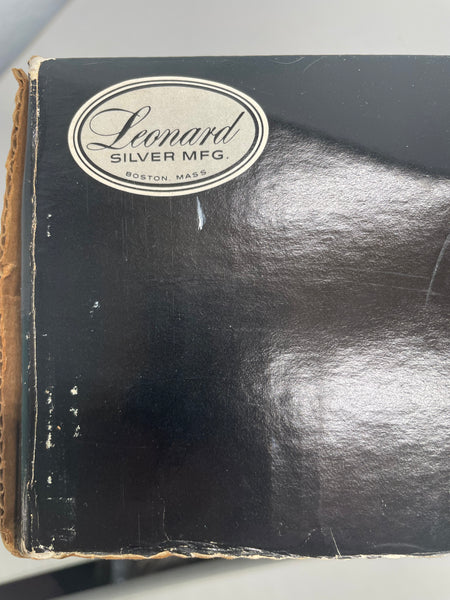 Leonard
SILVER MFG.
BOSTON, MASS